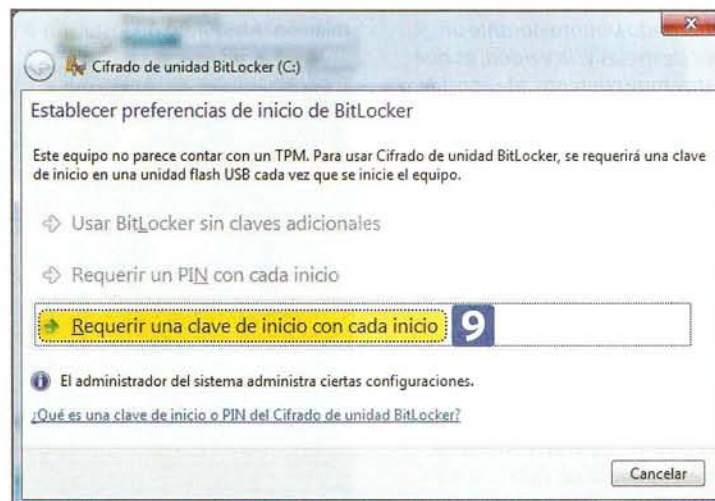 Cifrado de unidad BitLocker (C:)
Establecer preferencias de inicio de BitLocker
Este equipo no parece contar con un TPM. Para usar Cifrado de unidad BitLocker, se requerirá una clave
de inicio en una unidad flash USB cada vez que se inicie el equipo.
Usar BitLocker sin claves adicionales
Requerir un PIN con cada inicio
Requerir una clave de inicio con cada inicio 9
El administrador del sistema administra ciertas configuraciones.
¿Qué es una clave de inicio o PIN del Cifrado de unidad BitLocker?
Cancelar